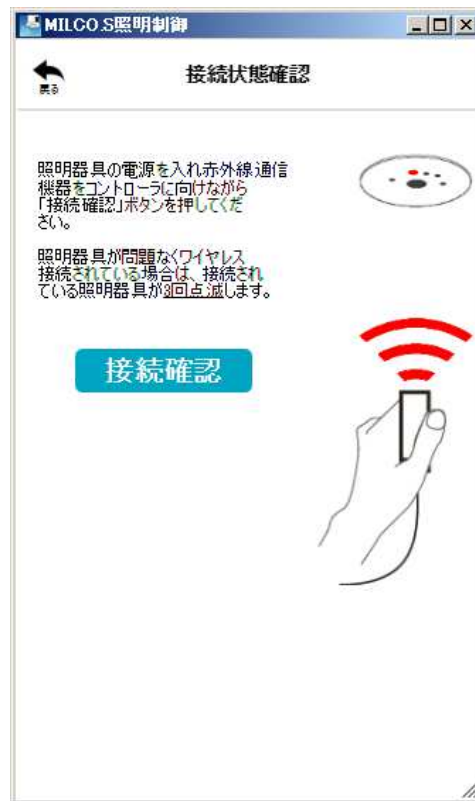 MILCO.S照明制御
戻る
接続状態確認
照明器具の電源を入れ赤外線通信
機器をコントローラに向けながら
「接続確認」ボタンを押してくだ
さい。
照明器具が問題なくワイヤレス
接続されている場合は、接続され
ている照明器具が3回点滅します。
接続確認